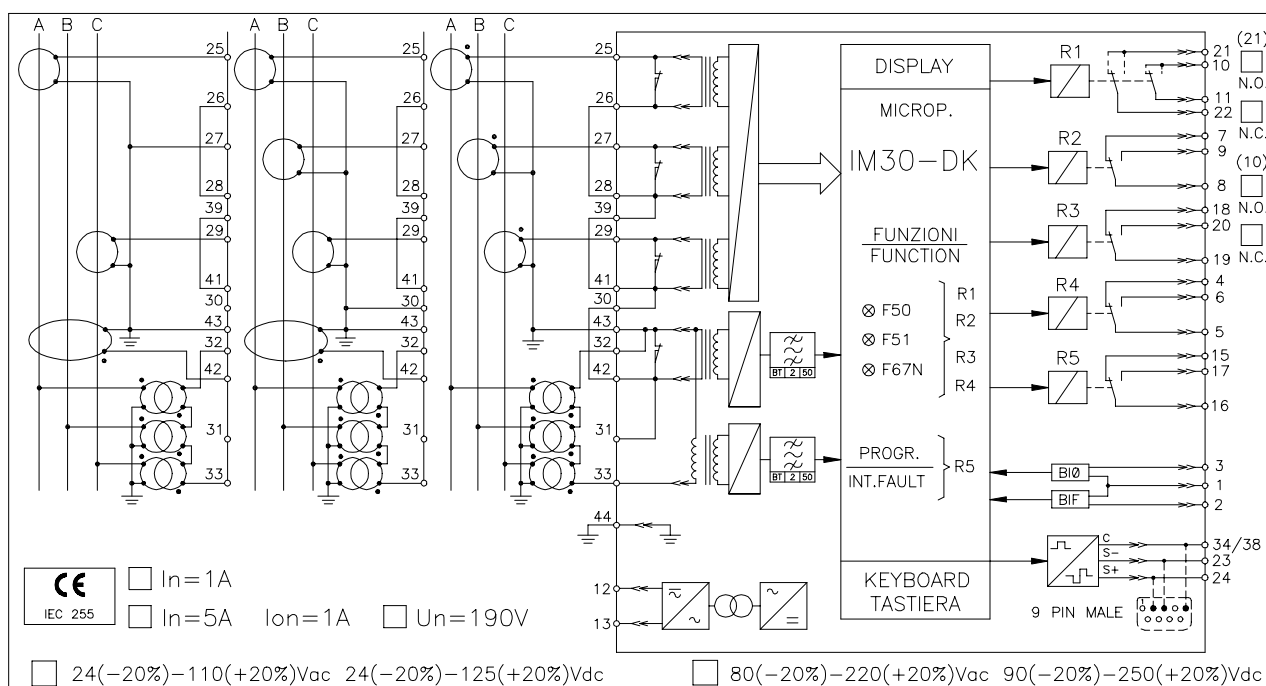 A B C
25
26
27
28
39
29
41
30
43
32
42
31
33
A B C
25
26
27
28
39
29
41
30
43
32
42
31
33
A B C
25
26
27
28
39
29
41
30
43
32
42
31
33
44
12
13
BT 2 50
BT 2 50
DISPLAY
MICROP.
IM30-DK
FUNZIONI
FUNCTION
F50
F51
F67N
R1
R2
R3
R4
PROGR.
INT.FAULT
R5
KEYBOARD
TASTIERA
R1
R2
R3
R4
R5
BIØ
BIF
C
S-
S+
9 PIN MALE
21
10
11
22
7
9
8
18
20
19
4
6
5
15
17
16
3
1
2
34/38
23
24
(21)
N.O.
N.C.
(10)
N.O.
N.C.
CE
IEC 255
In=1A
In=5A Ion=1A Un=190V
24(-20%)-110(+20%)Vac 24(-20%)-125(+20%)Vdc 80(-20%)-220(+20%)Vac 90(-20%)-250(+20%)Vdc